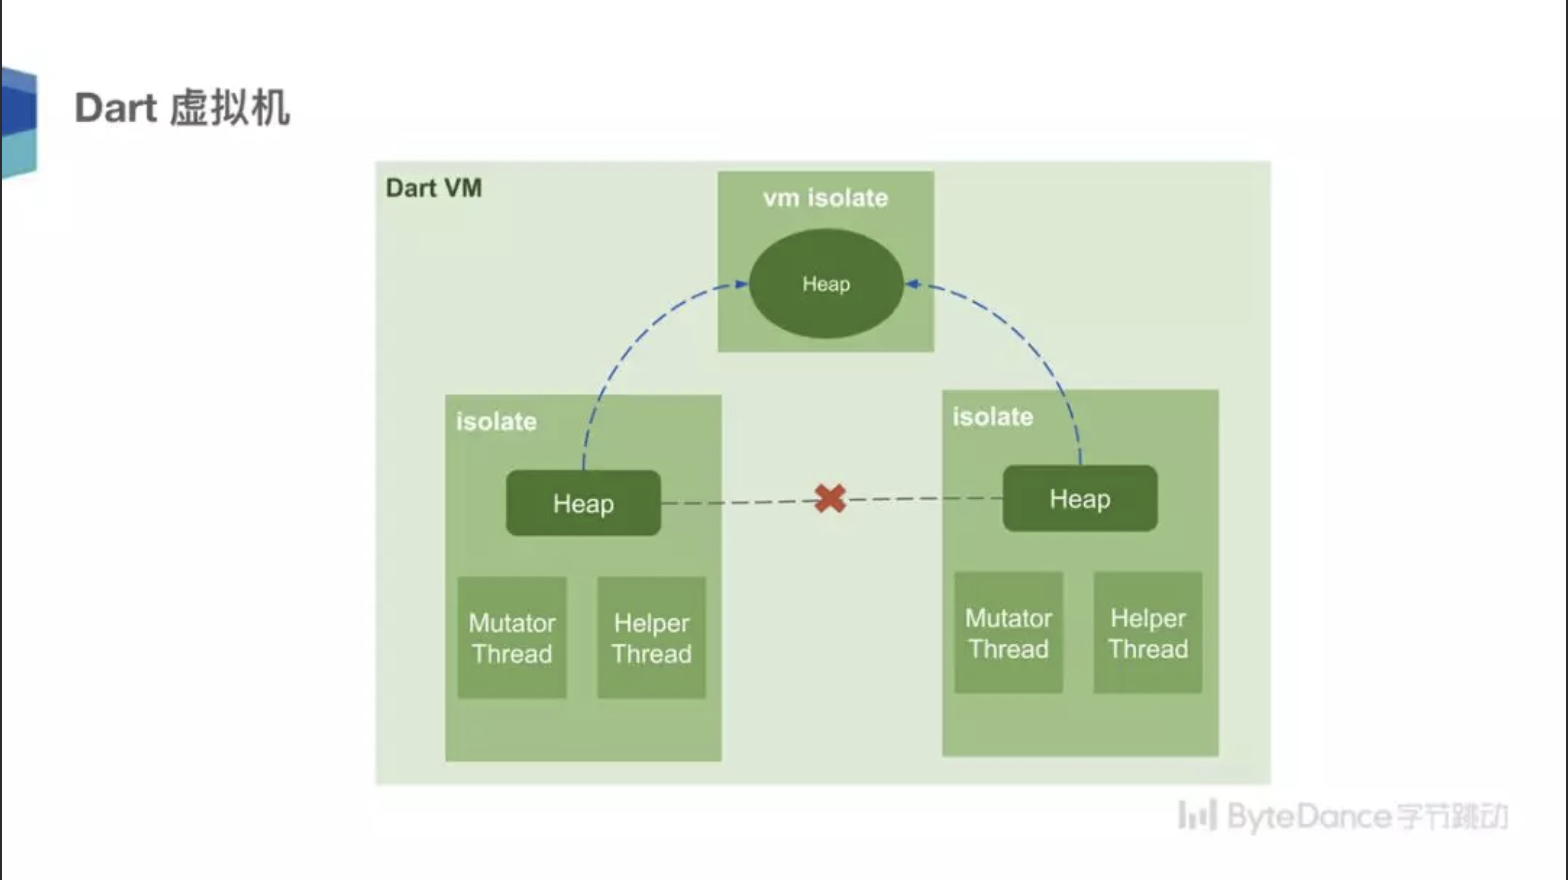 Dart 虚拟机
Dart VM
vm isolate
Heap
isolate
Heap
Mutator
Thread
Helper
Thread
isolate
Heap
Mutator
Thread
Helper
Thread
ByteDance字节跳动